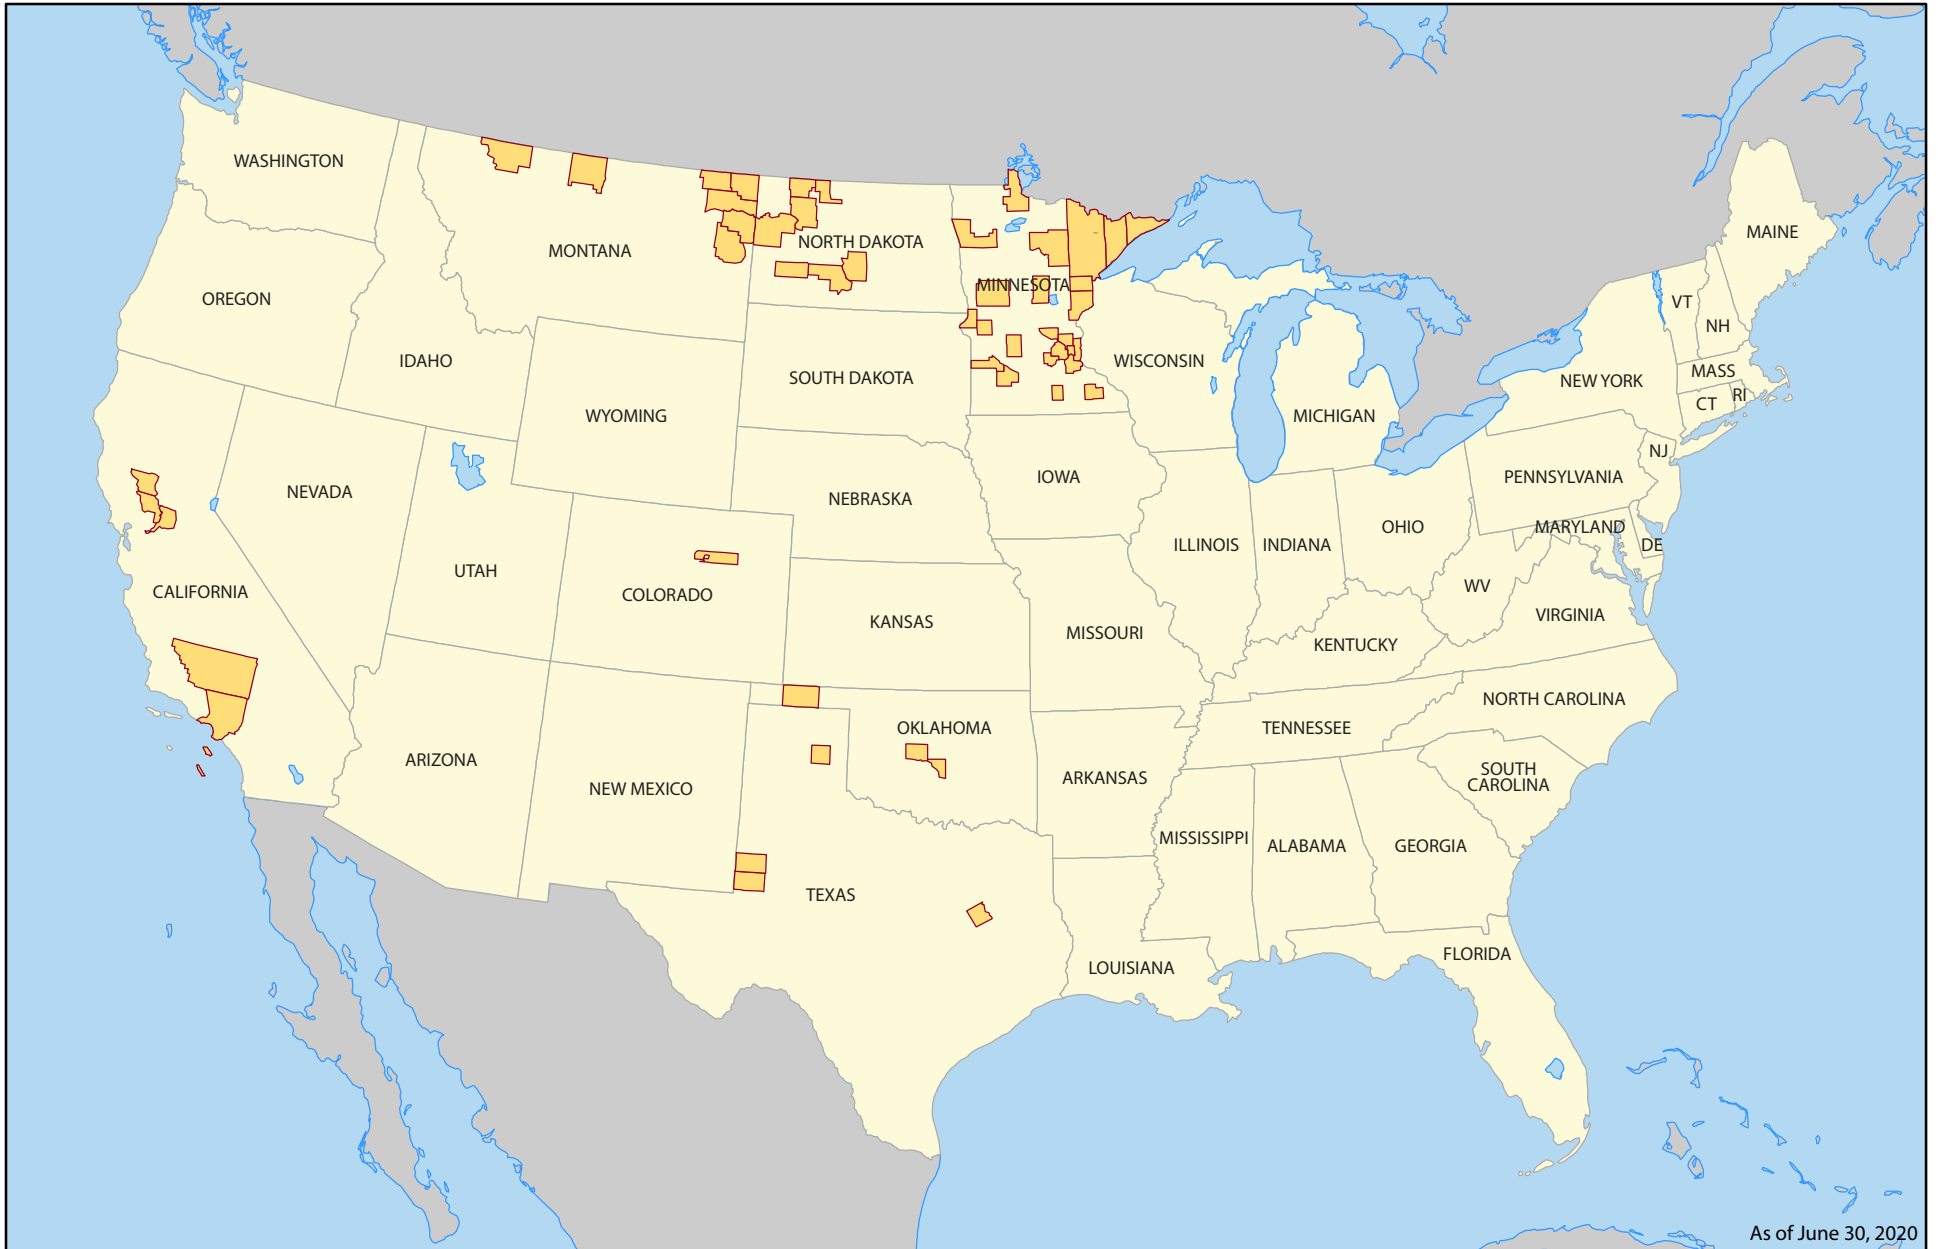 WASHINGTON
MAINE
MONTANA
NORTH DAKOTA
MINNESOTA
OREGON
VT
NH
IDAHO
WISCONSIN
MASS
SOUTH DAKOTA
NEW YORK
RI
CT
WYOMING
MICHIGAN
NJ
IOWA
PENNSYLVANIA
NEVADA
NEBRASKA
OHIO
MARYLAND
ILLINOIS
INDIANA
DE
UTAH
WV
CALIFORNIA
COLORADO
VIRGINIA
KANSAS
MISSOURI
KENTUCKY
NORTH CAROLINA
OKLAHOMA
TENNESSEE
ARIZONA
SOUTH
CAROLINA
ARKANSAS
NEW MEXICO
MISSISSIPPI
ALABAMA
GEORGIA
TEXAS
FLORIDA
LOUISIANA
As of June 30, 2020